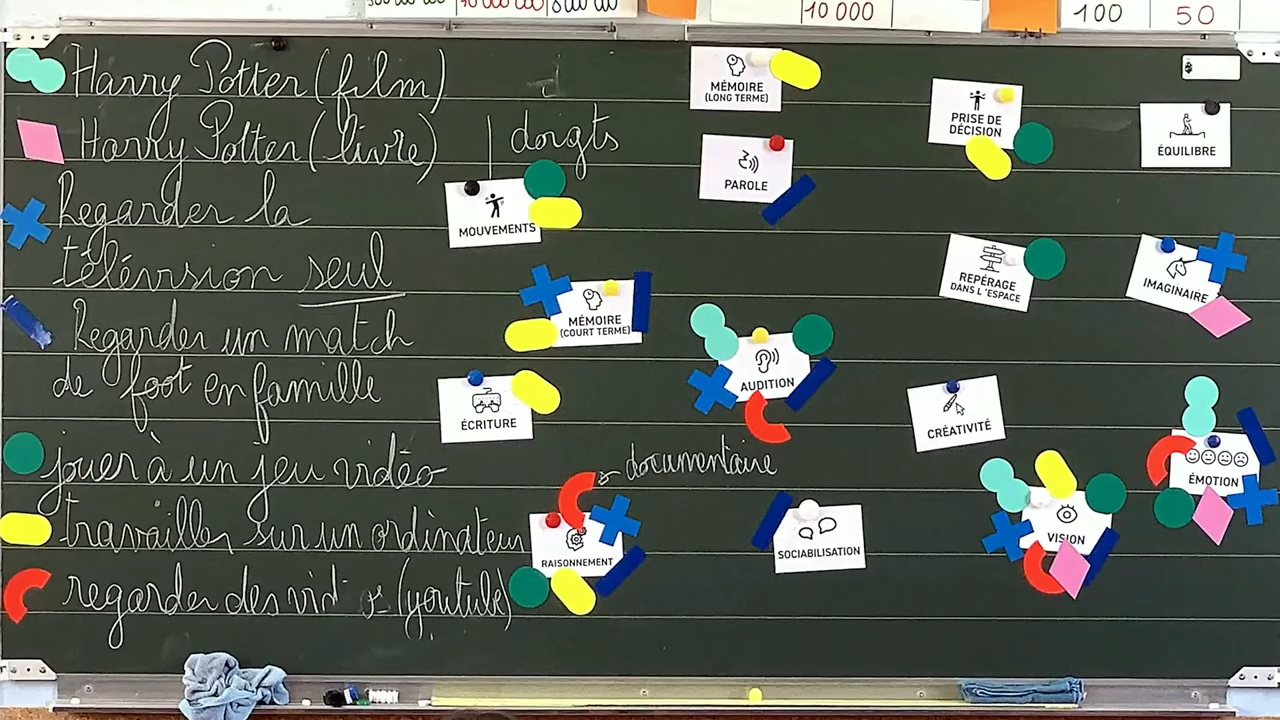 10 000
100
50
Harry Potter (film)
Harry Potter (livre)
Regarder la
télévision seul
Regarder un match
de foot en famille
jouer à un jeu vidéo
travailler sur un ordinateur
regarder des (youtube)
doigts
MOUVEMENTS
MÉMOIRE
(LONG TERME)
PAROLE
PRISE DE
DÉCISION
ÉQUILIBRE
MÉMOIRE
(COURT TERME)
REPÉRAGE
DANS L'ESPACE
IMAGINAIRE
AUDITION
ÉCRITURE
CRÉATIVITÉ
ÉMOTION
documentaire
RAISONNEMENT
SOCIABILISATION
VISION